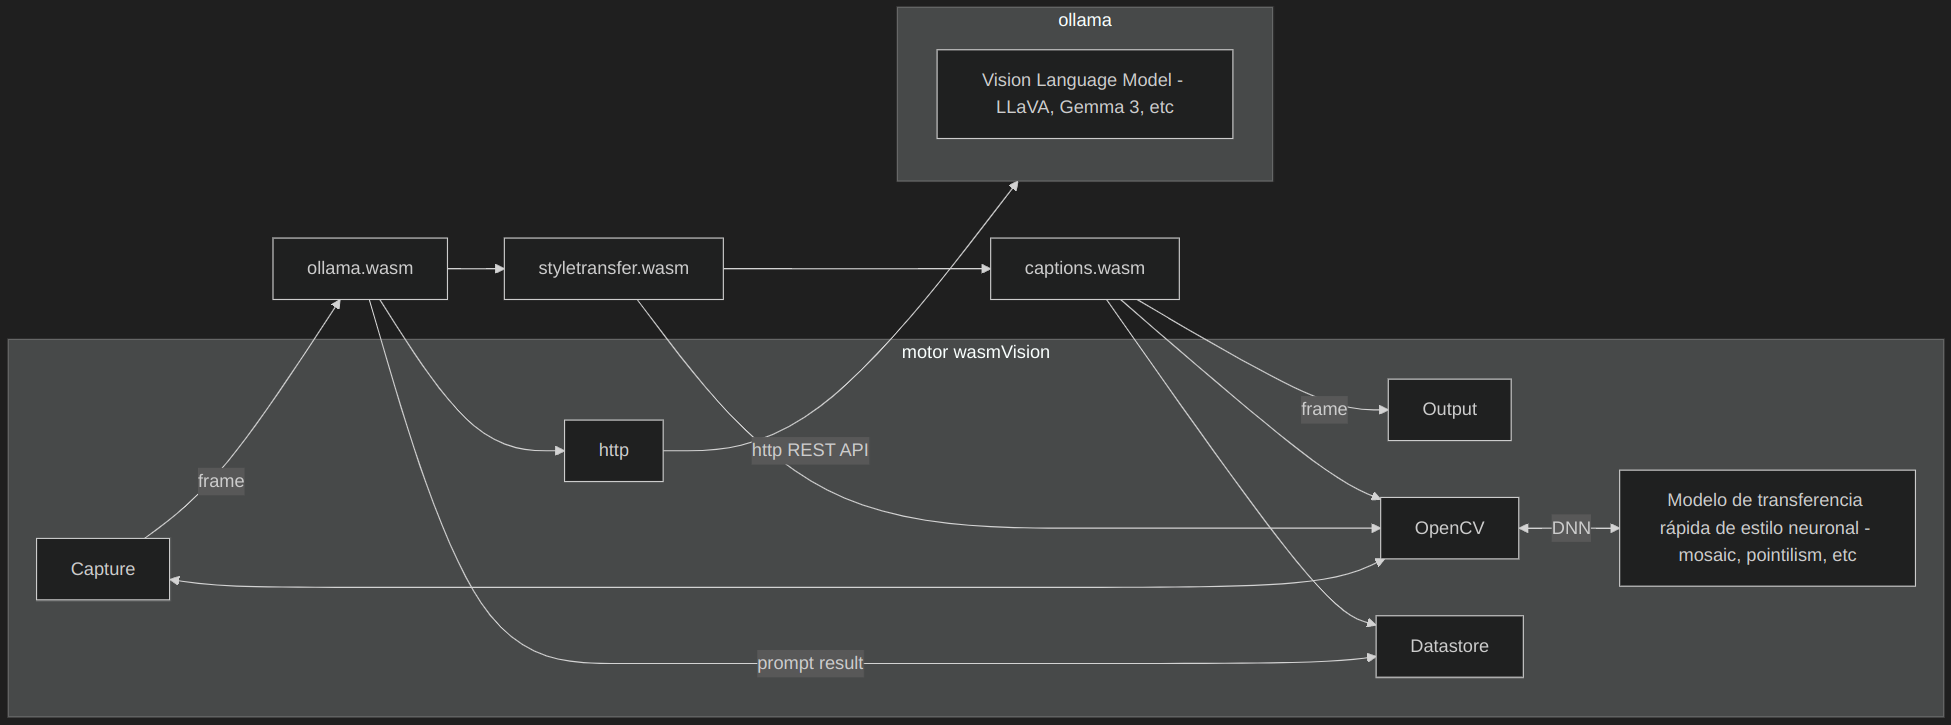 ollama
Vision Language Model -
LLaVA, Gemma 3, etc
ollama.wasm
styletransfer.wasm
captions.wasm
motor wasmVision
frame
Output
http
http REST API
frame
Capture
OpenCV
DNN
Modelo de transferencia
rápida de estilo neuronal -
mosaic, pointilism, etc
Datastore
prompt result